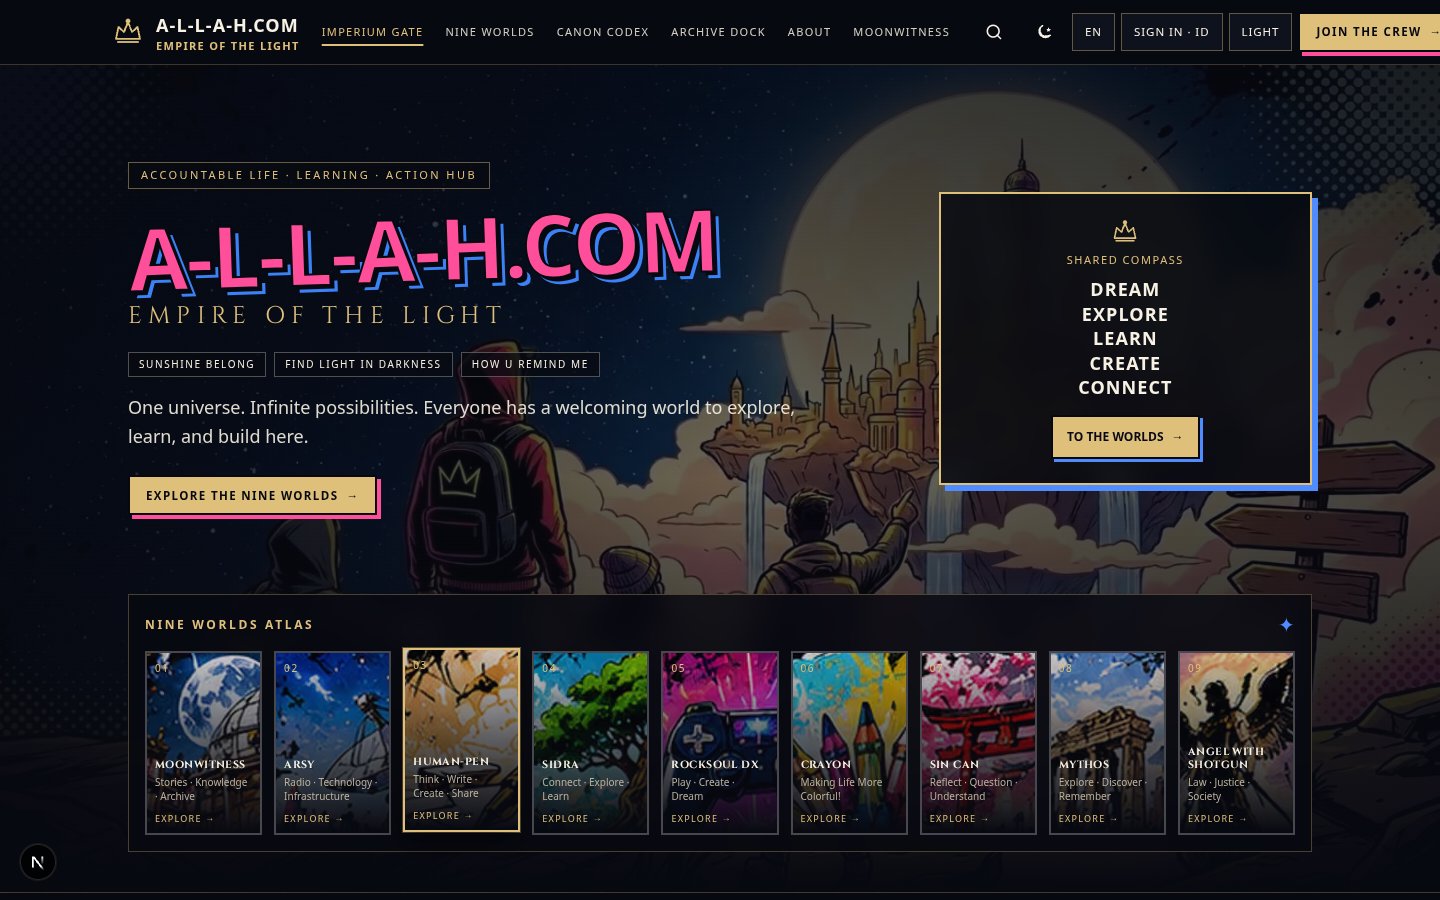 A-L-L-A-H.COM
EMPIRE OF THE LIGHT
IMPERIUM GATE
NINE WORLDS
CANON CODEX
ARCHIVE DOCK
ABOUT
MOONWITNESS
EN
SIGN IN · ID
LIGHT
JOIN THE CREW →
ACCOUNTABLE LIFE · LEARNING · ACTION HUB
A-L-L-A-H.COM
EMPIRE OF THE LIGHT
SUNSHINE BELONG
FIND LIGHT IN DARKNESS
HOW U REMIND ME
One universe. Infinite possibilities. Everyone has a welcoming world to explore,
learn, and build here.
EXPLORE THE NINE WORLDS →
SHARED COMPASS
DREAM
EXPLORE
LEARN
CREATE
CONNECT
TO THE WORLDS →
NINE WORLDS ATLAS
01
MOONWITNESS
Stories · Knowledge
· Archive
EXPLORE →
02
ARSY
Radio · Technology ·
Infrastructure
EXPLORE →
03
HUMAN-PEN
Think · Write ·
Create · Share
EXPLORE →
04
SIDRA
Connect · Explore ·
Learn
EXPLORE →
05
ROCKSOUL DX
Play · Create ·
Dream
EXPLORE →
06
CRAYON
Making Life More
Colorful!
EXPLORE →
07
SIN CAN
Reflect · Question ·
Understand
EXPLORE →
08
MYTHOS
Explore · Discover ·
Remember
EXPLORE →
09
ANGEL WITH
SHOTGUN
Law · Justice ·
Society
EXPLORE →
N